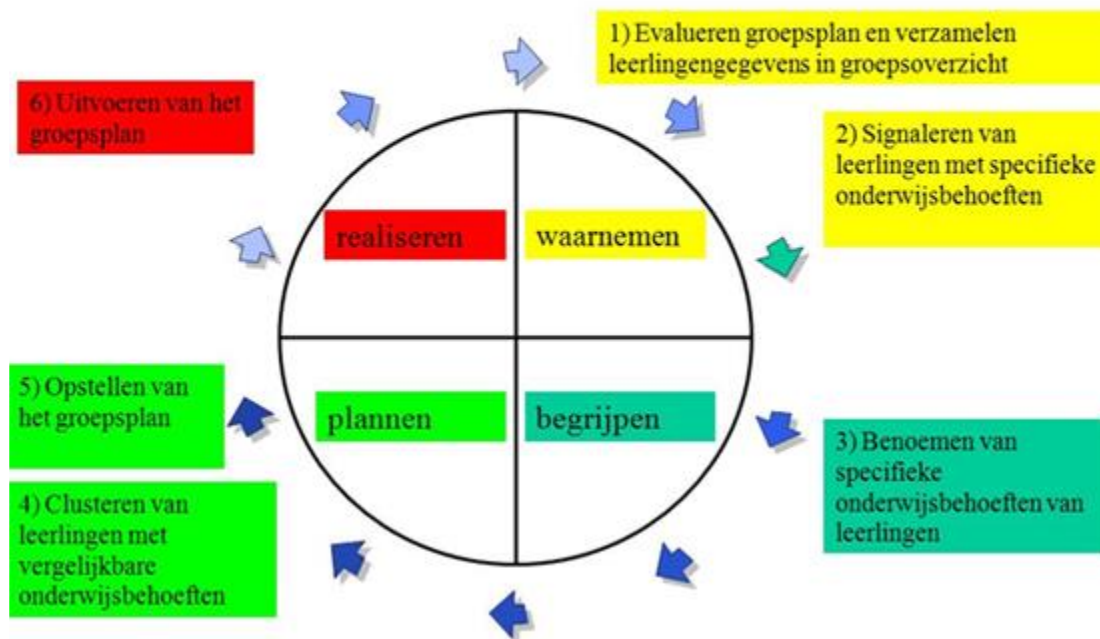 1) Evalueren groepsplan en verzamelen
leerlingengegevens in groepsoverzicht
2) Signaleren van
leerlingen met specifieke
onderwijsbehoeften
3) Benoemen van
specifieke
onderwijsbehoeften van
leerlingen
4) Clusteren van
leerlingen met
vergelijkbare
onderwijsbehoeften
5) Opstellen van
het groepsplan
6) Uitvoeren van het
groepsplan
realiseren
waarnemen
plannen
begrijpen